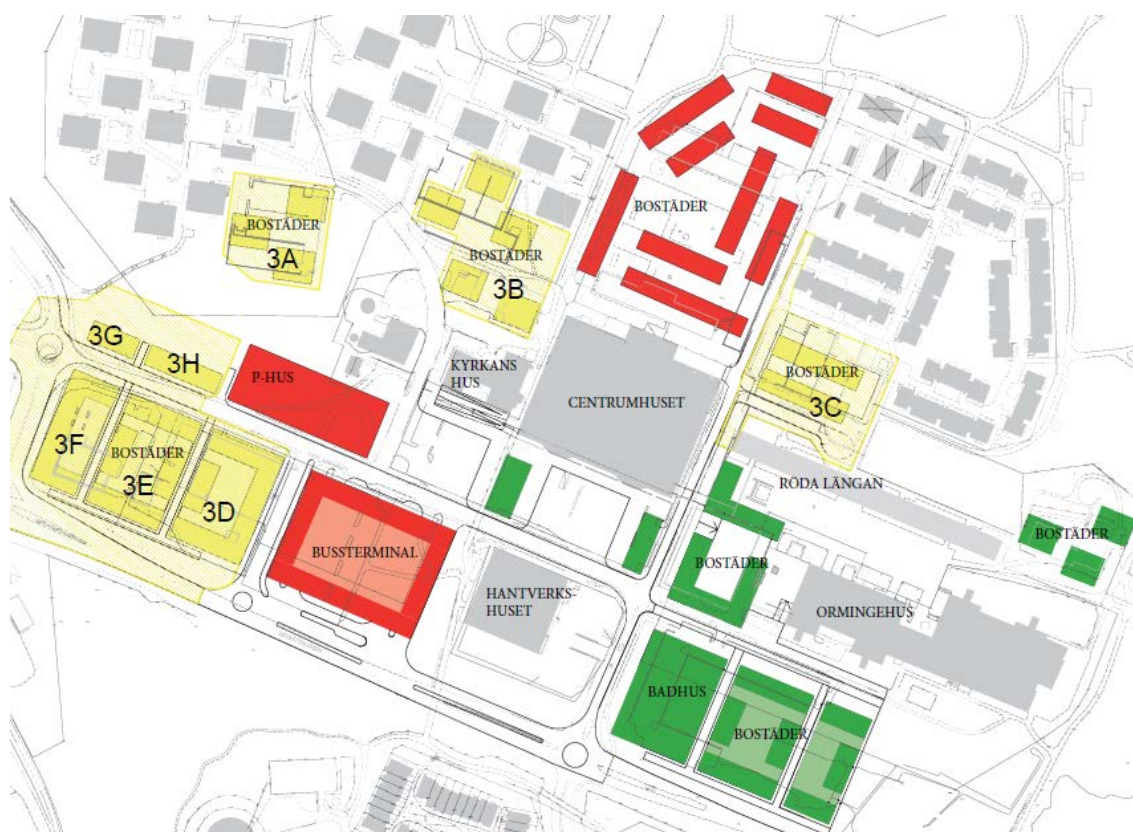 BOSTÄDER
BOSTÄDER
3A
BOSTÄDER
3B
3G
3H
P-HUS
KYRKANS
HUS
CENTRUMHUSET
BOSTÄDER
3C
3F
BOSTÄDER
3E
3D
RÖDA LÄNGAN
BUSSTERMINAL
BOSTÄDER
BOSTÄDER
HANTVERKS-
HUSET
ORMINGEHUS
BADHUS
BOSTÄDER